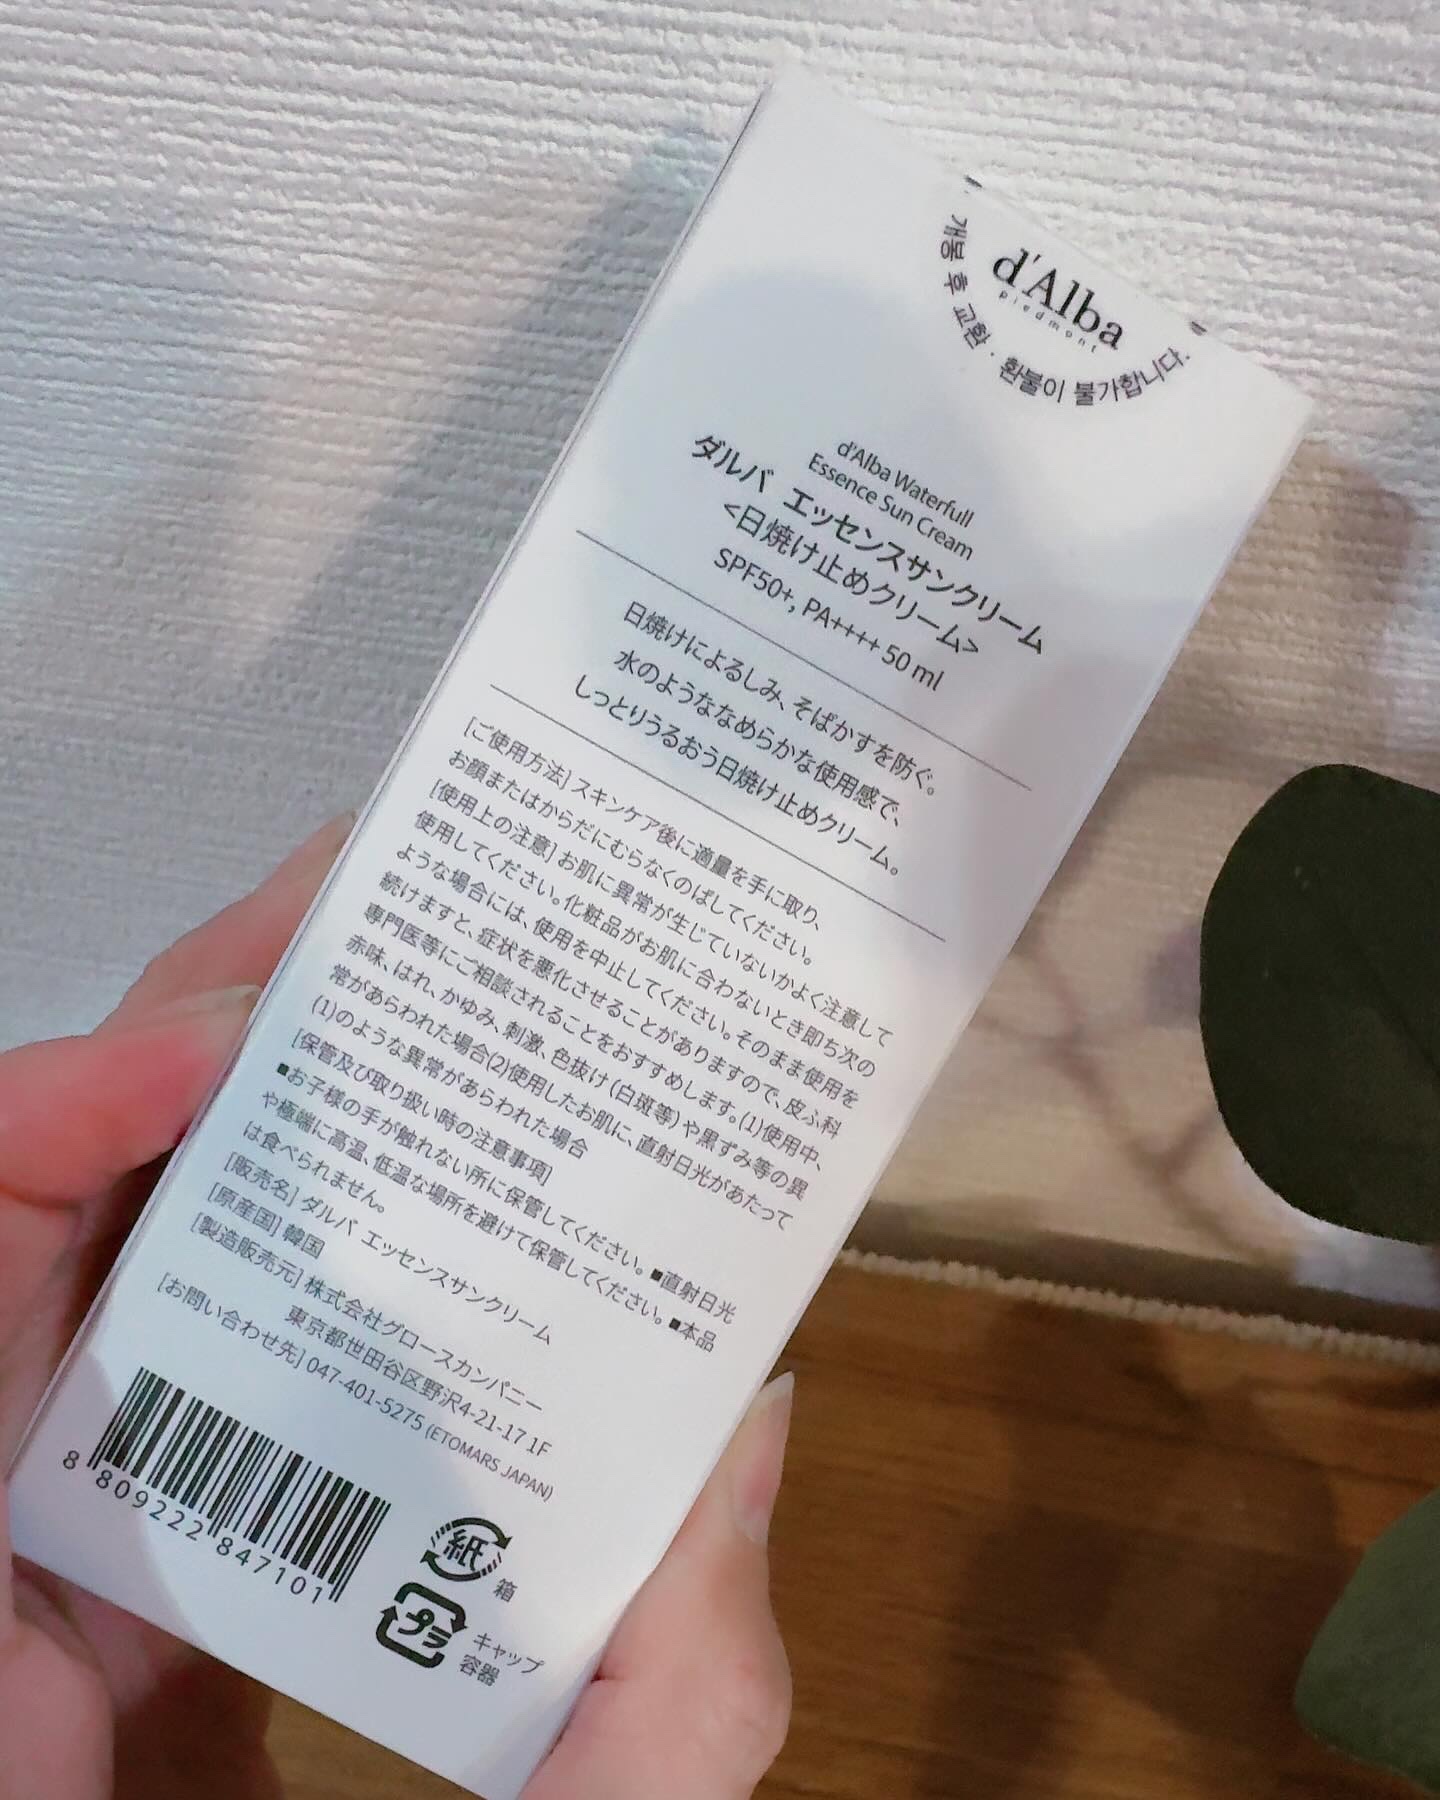 d'Alba
piedmont
개봉 후 교환·환불이 불가합니다.
d'Alba Waterfull
Essence Sun Cream
ダルバ エッセンスサンクリーム
<日焼け止めクリーム>
SPF50+, PA++++ 50 ml
日焼けによるしみ、そばかすを防ぐ。
水のようななめらかな使用感で、
しっとりうるおう日焼け止めクリーム。
[ご使用方法] スキンケア後に適量を手に取り、
お顔またはからだにむらなくのばしてください。
[使用上の注意] お肌に異常が生じていないかよく注意して
使用してください。化粧品がお肌に合わないとき即ち次の
ような場合には、使用を中止してください。そのまま使用を
続けますと、症状を悪化させることがありますので、皮ふ科
専門医等にご相談されることをおすすめします。(1)使用中、
赤味、はれ、かゆみ、刺激、色抜け(白斑等)や黒ずみ等の異
常があらわれた場合(2)使用したお肌に、直射日光があたって
(1)のような異常があらわれた場合
[保管及び取り扱い時の注意事項]
■お子様の手が触れない所に保管してください。■直射日光
や極端に高温、低温な場所を避けて保管してください。■本品
は食べられません。
[販売名] ダルバ エッセンスサンクリーム
[原産国] 韓国
[製造販売元] 株式会社グロースカンパニー
東京都世田谷区野沢4-21-17 1F
[お問い合わせ先] 047-401-5275 (ETOMARS JAPAN)
8 809222 847101
紙
箱
プラ
キャップ
容器